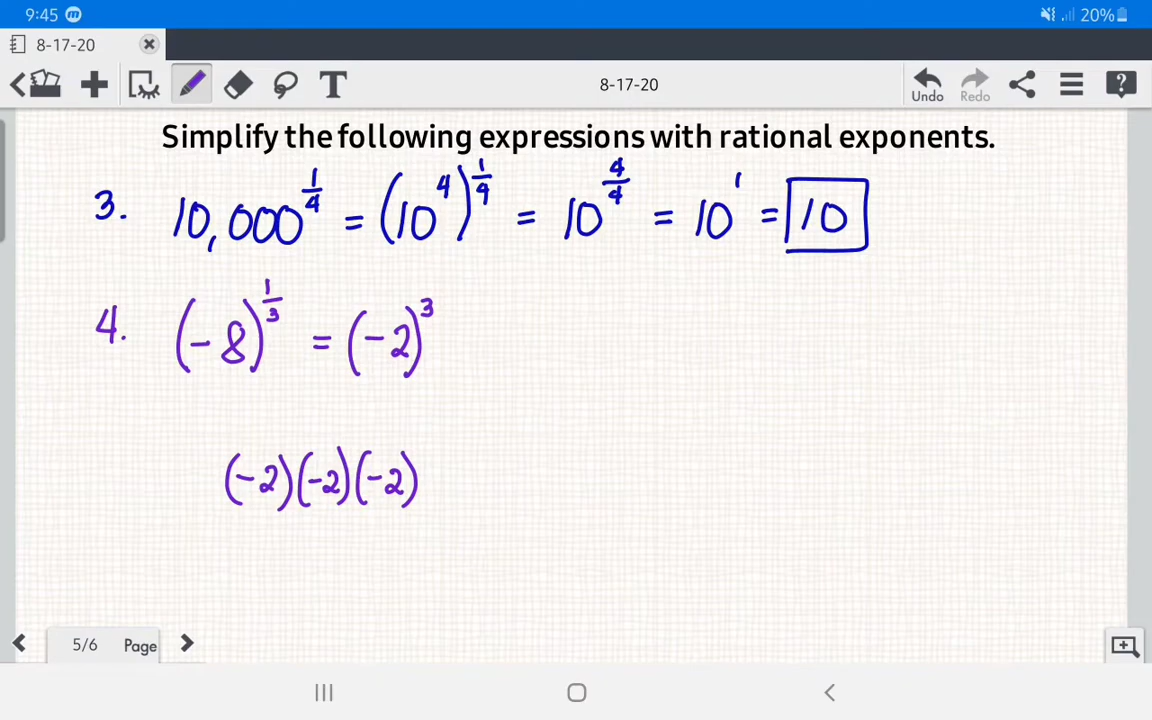 9:45 20%
8-17-20
8-17-20 Undo Redo
Simplify the following expressions with rational exponents.
3. 10,000^(1/4) = (10^4)^(1/4) = 10^(4/4) = 10^1 = 10
4. (-8)^(1/3) = (-2)^3
(-2)(-2)(-2)
5/6 Page